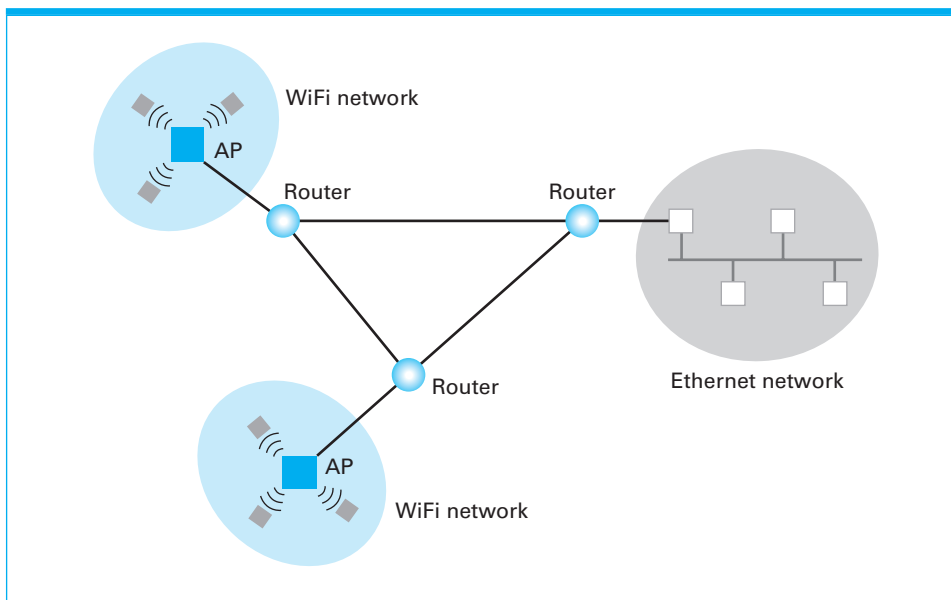 WiFi network
AP
Router
Router
Ethernet network
Router
AP
WiFi network